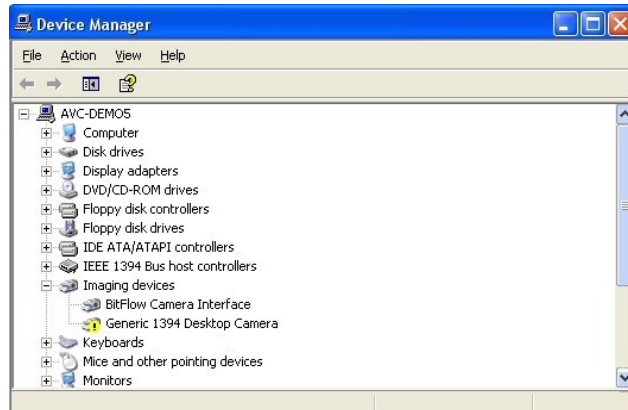 Device Manager
File Action View Help
AVC-DEMO5
Computer
Disk drives
Display adapters
DVD/CD-ROM drives
Floppy disk controllers
Floppy disk drives
IDE ATA/ATAPI controllers
IEEE 1394 Bus host controllers
Imaging devices
BitFlow Camera Interface
Generic 1394 Desktop Camera
Keyboards
Mice and other pointing devices
Monitors